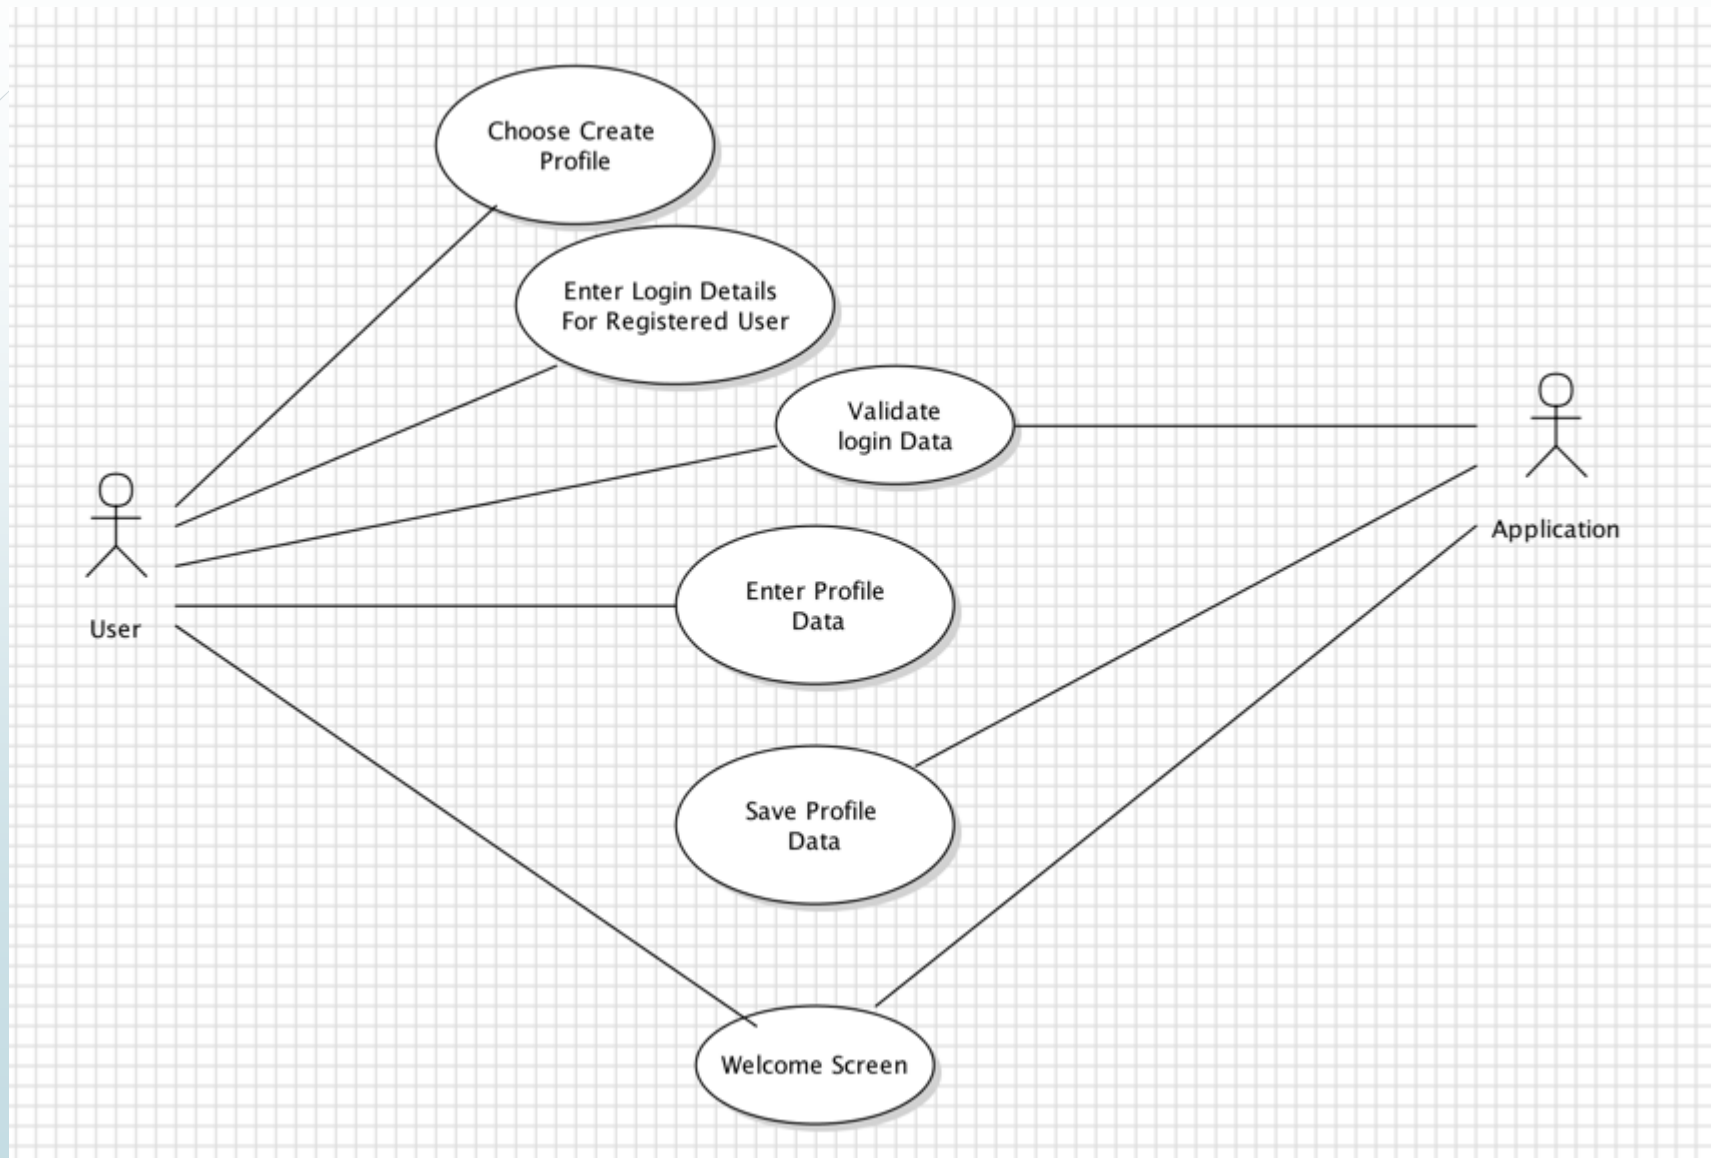 Choose Create
Profile
Enter Login Details
For Registered User
Validate
login Data
Application
Enter Profile
Data
User
Save Profile
Data
Welcome Screen